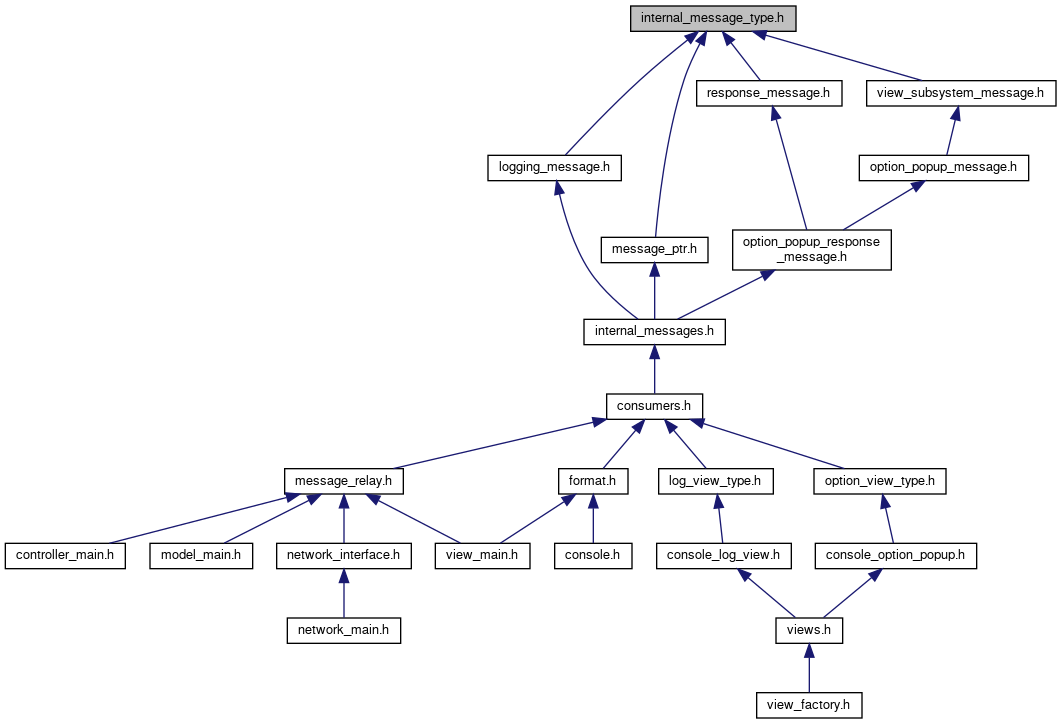 internal_message_type.h
response_message.h
view_subsystem_message.h
logging_message.h
option_popup_message.h
message_ptr.h
option_popup_response
_message.h
internal_messages.h
consumers.h
message_relay.h
format.h
log_view_type.h
option_view_type.h
controller_main.h
model_main.h
network_interface.h
view_main.h
console.h
console_log_view.h
console_option_popup.h
network_main.h
views.h
view_factory.h